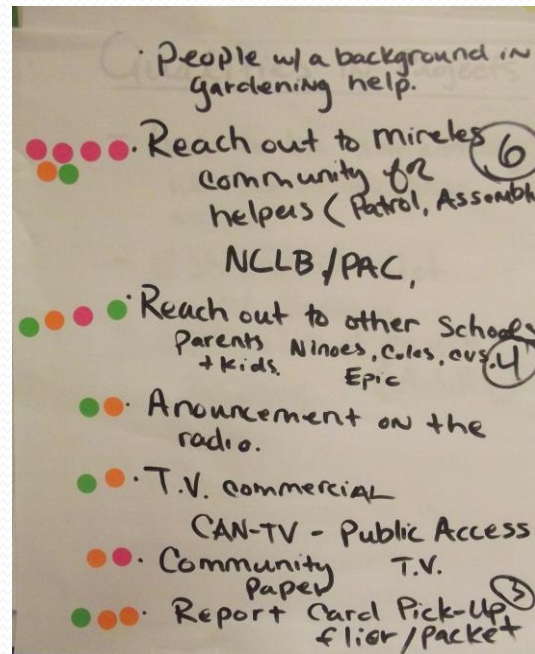 · People w/ a background in
gardening help.
· Reach out to mireles 6
community for
helpers (Patrol, Assembl
NCLB/PAC,
· Reach out to other Schools
Parents Ninoes, Coles, 4
+ Kids. Epic
· Anouncement on the
radio.
· T.V. commercial
CAN-TV - Public Access
T.V.
· Community
Paper
· Report Card Pick-Up 3
flier/packet